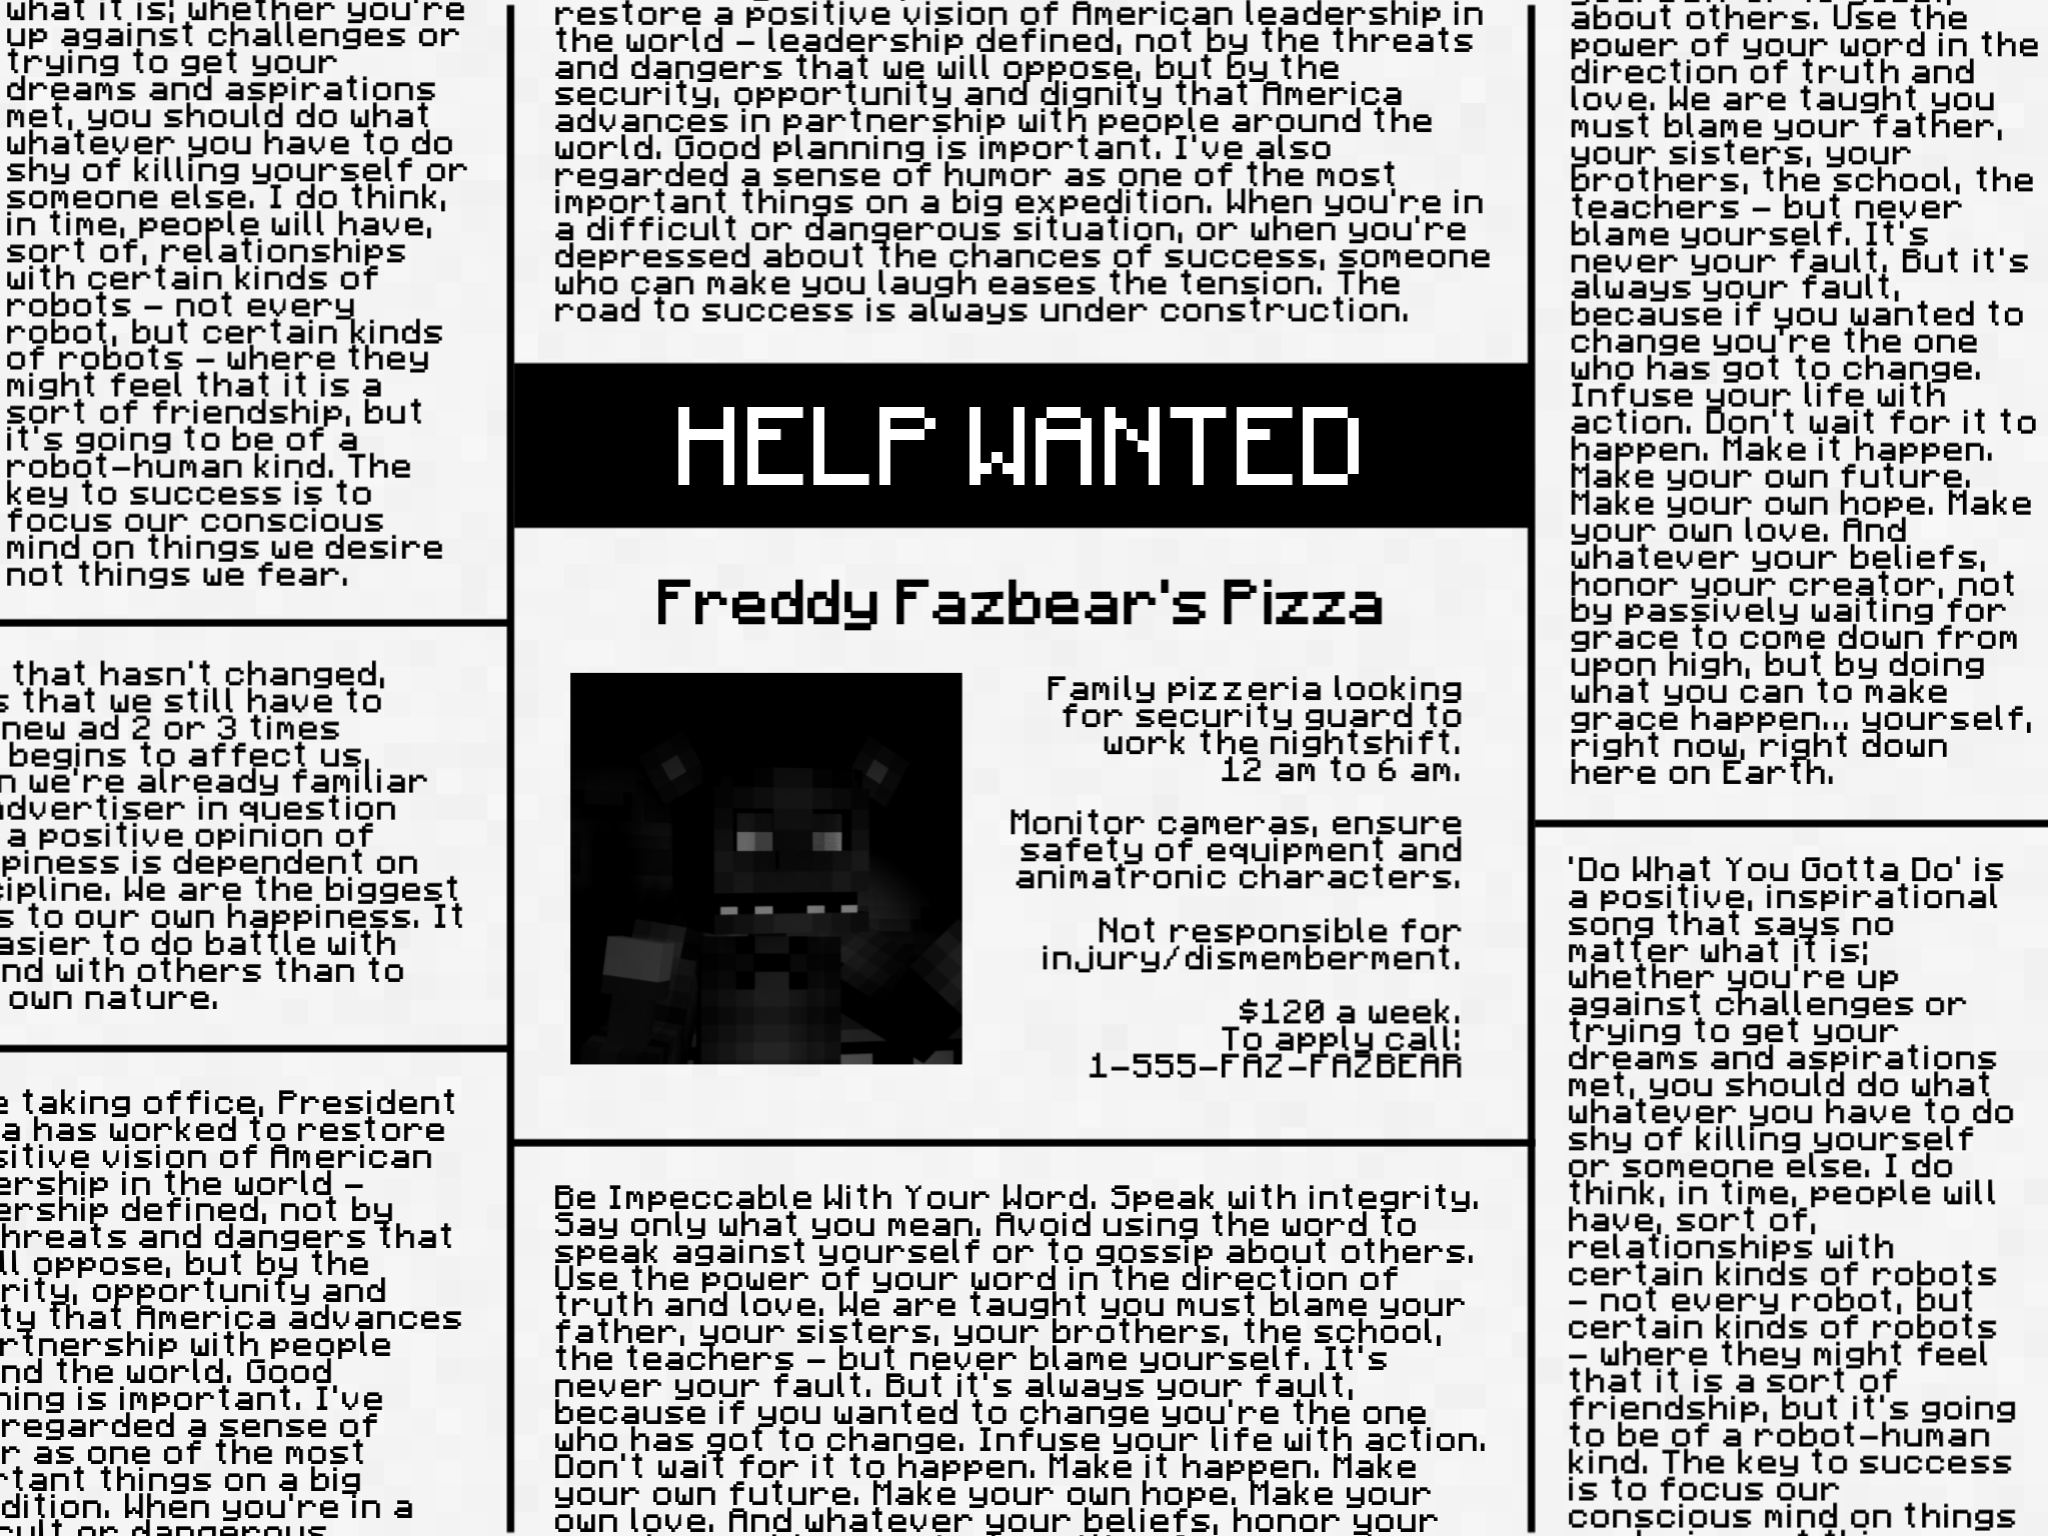 what it is; whether you're
up against challenges or
trying to get your
dreams and aspirations
met, you should do what
whatever you have to do
shy of killing yourself or
someone else. I do think,
in time, people will have,
sort of, relationships
with certain kinds of
robots – not every
robot, but certain kinds
of robots – where they
might feel that it is a
sort of friendship, but
it's going to be of a
robot-human kind. The
key to success is to
focus our conscious
mind on things we desire
not things we fear.
that hasn't changed,
s that we still have to
new ad 2 or 3 times
begins to affect us,
n we're already familiar
advertiser in question
a positive opinion of
piness is dependent on
cipline. We are the biggest
s to our own happiness. It
asier to do battle with
nd with others than to
own nature.
e taking office, President
a has worked to restore
sitive vision of American
ership in the world –
ership defined, not by
hreats and dangers that
ll oppose, but by the
rity, opportunity and
ty that America advances
rtnership with people
nd the world. Good
ning is important. I've
regarded a sense of
r as one of the most
rtant things on a big
dition. When you're in a
cult or dangerous
restore a positive vision of American leadership in
the world – leadership defined, not by the threats
and dangers that we will oppose, but by the
security, opportunity and dignity that America
advances in partnership with people around the
world. Good planning is important. I've also
regarded a sense of humor as one of the most
important things on a big expedition. When you're in
a difficult or dangerous situation, or when you're
depressed about the chances of success, someone
who can make you laugh eases the tension. The
road to success is always under construction.
HELP WANTED
Freddy Fazbear's Pizza
Family pizzeria looking
for security guard to
work the nightshift.
12 am to 6 am.
Monitor cameras, ensure
safety of equipment and
animatronic characters.
Not responsible for
injury/dismemberment.
$120 a week.
To apply call:
1-555-FAZ-FAZBEAR
Be Impeccable With Your Word. Speak with integrity.
Say only what you mean. Avoid using the word to
speak against yourself or to gossip about others.
Use the power of your word in the direction of
truth and love. We are taught you must blame your
father, your sisters, your brothers, the school,
the teachers – but never blame yourself. It's
never your fault. But it's always your fault,
because if you wanted to change you're the one
who has got to change. Infuse your life with action.
Don't wait for it to happen. Make it happen. Make
your own future. Make your own hope. Make your
own love. And whatever your beliefs, honor your
about others. Use the
power of your word in the
direction of truth and
love. We are taught you
must blame your father,
your sisters, your
brothers, the school, the
teachers – but never
blame yourself. It's
never your fault. But it's
always your fault,
because if you wanted to
change you're the one
who has got to change.
Infuse your life with
action. Don't wait for it to
happen. Make it happen.
Make your own future.
Make your own hope. Make
your own love. And
whatever your beliefs,
honor your creator, not
by passively waiting for
grace to come down from
upon high, but by doing
what you can to make
grace happen... yourself,
right now, right down
here on Earth.
'Do What You Gotta Do' is
a positive, inspirational
song that says no
matter what it is;
whether you're up
against challenges or
trying to get your
dreams and aspirations
met, you should do what
whatever you have to do
shy of killing yourself
or someone else. I do
think, in time, people will
have, sort of,
relationships with
certain kinds of robots
– not every robot, but
certain kinds of robots
– where they might feel
that it is a sort of
friendship, but it's going
to be of a robot-human
kind. The key to success
is to focus our
conscious mind on things